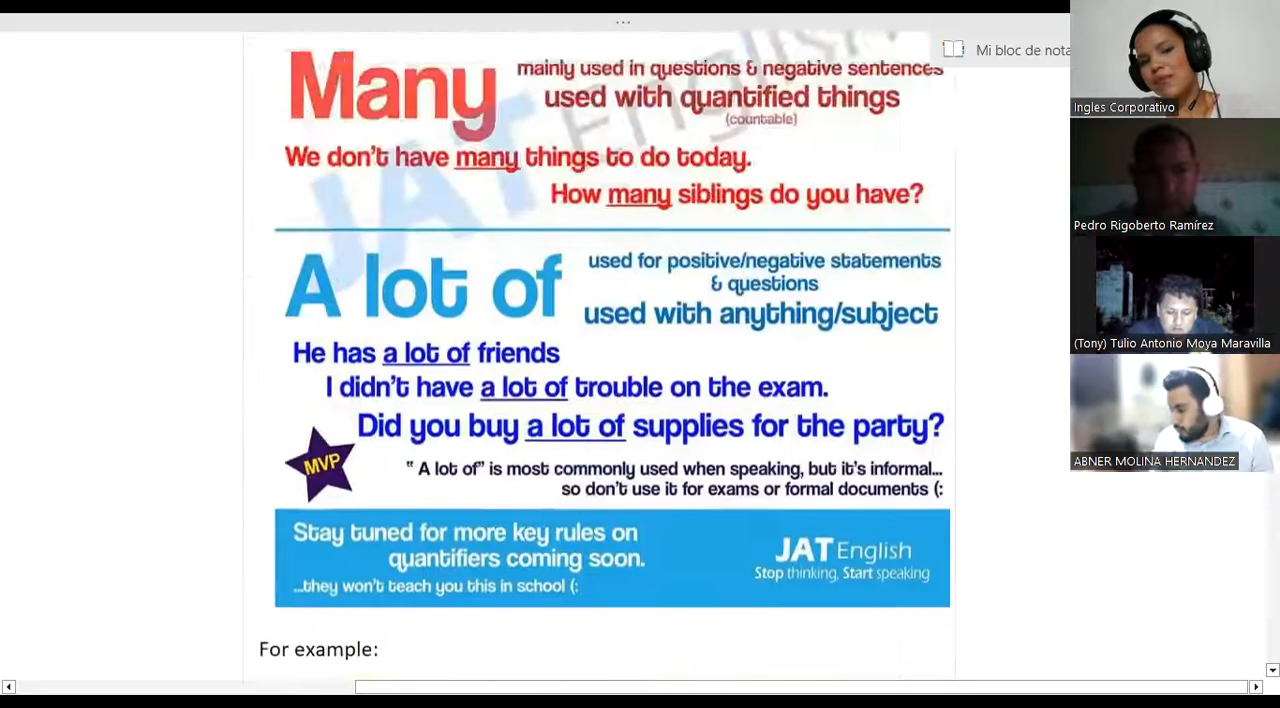 ...
Mi bloc de nota
Many
mainly used in questions & negative sentences
used with quantified things
(countable)
We don't have many things to do today.
How many siblings do you have?
JAT English
A lot of
used for positive/negative statements
& questions
used with anything/subject
He has a lot of friends
I didn't have a lot of trouble on the exam.
Did you buy a lot of supplies for the party?
MVP
" A lot of" is most commonly used when speaking, but it's informal...
so don't use it for exams or formal documents (:
Stay tuned for more key rules on
quantifiers coming soon.
...they won't teach you this in school (:
JAT English
Stop thinking, Start speaking
For example:
Ingles Corporativo
Pedro Rigoberto Ramírez
(Tony) Tulio Antonio Moya Maravilla
ABNER MOLINA HERNANDEZ